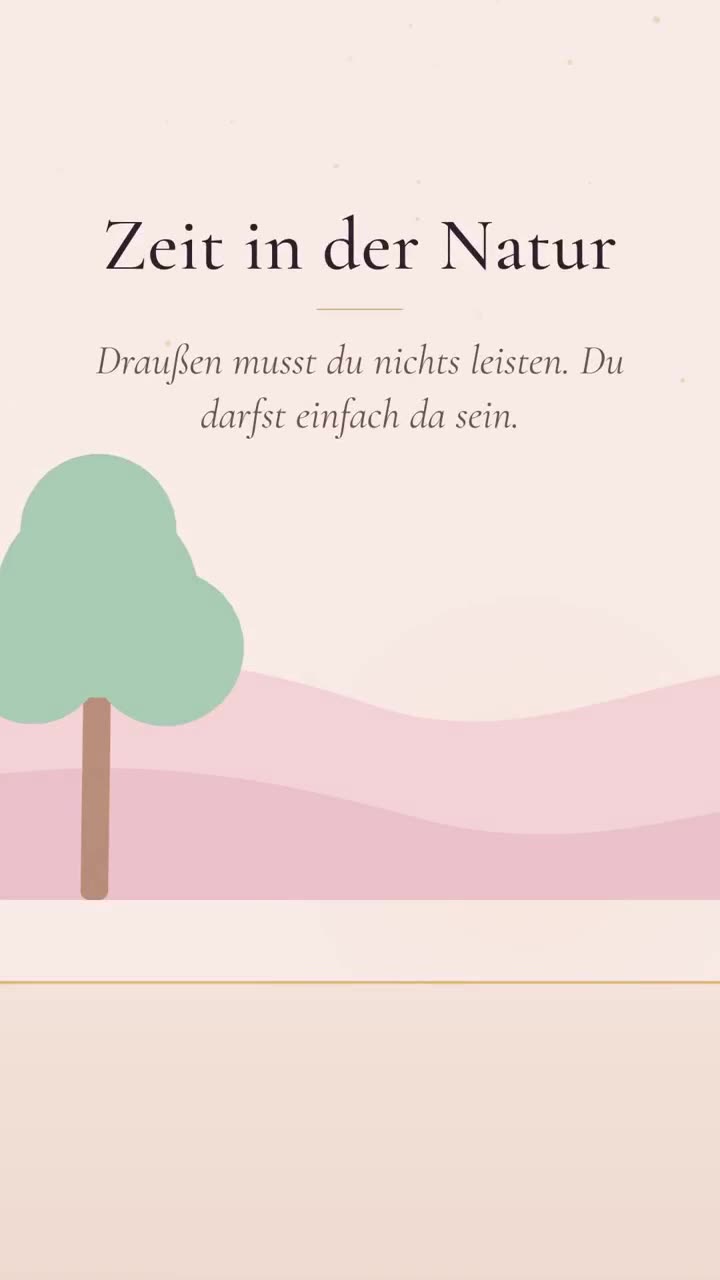 Zeit in der Natur
Draußen musst du nichts leisten. Du
darfst einfach da sein.